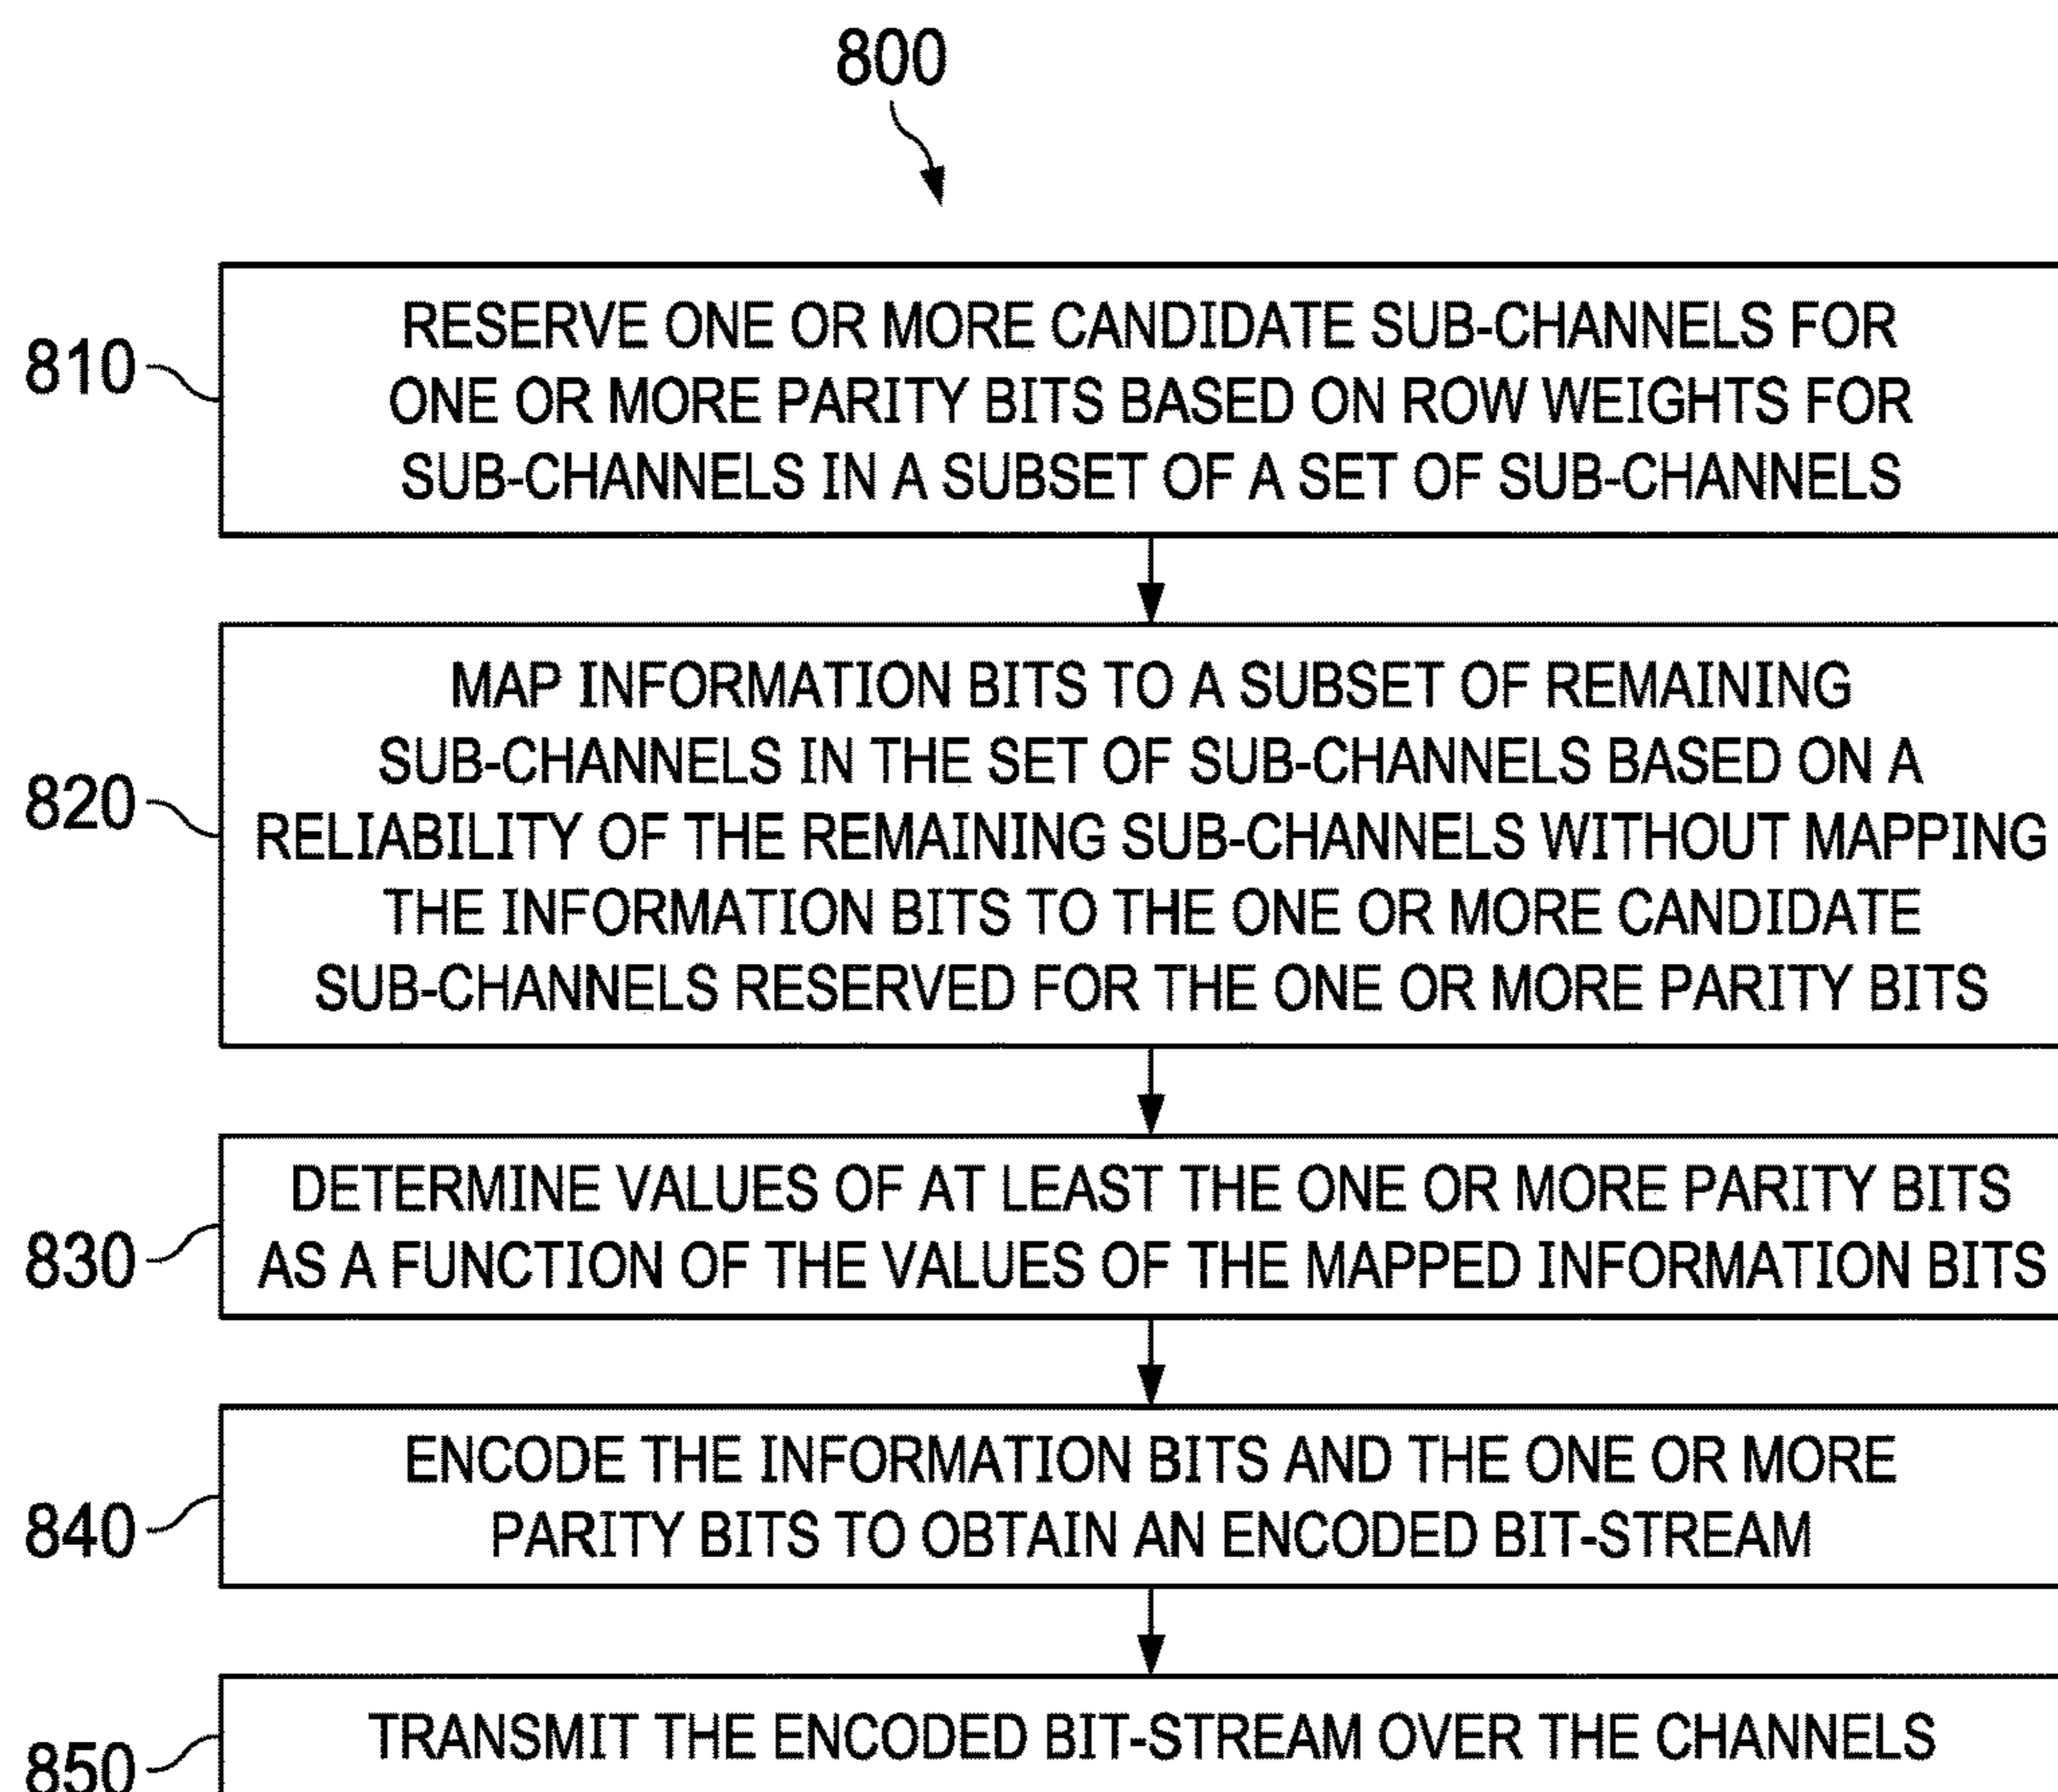 800
810
RESERVE ONE OR MORE CANDIDATE SUB-CHANNELS FOR
ONE OR MORE PARITY BITS BASED ON ROW WEIGHTS FOR
SUB-CHANNELS IN A SUBSET OF A SET OF SUB-CHANNELS
820
MAP INFORMATION BITS TO A SUBSET OF REMAINING
SUB-CHANNELS IN THE SET OF SUB-CHANNELS BASED ON A
RELIABILITY OF THE REMAINING SUB-CHANNELS WITHOUT MAPPING
THE INFORMATION BITS TO THE ONE OR MORE CANDIDATE
SUB-CHANNELS RESERVED FOR THE ONE OR MORE PARITY BITS
830
DETERMINE VALUES OF AT LEAST THE ONE OR MORE PARITY BITS
AS A FUNCTION OF THE VALUES OF THE MAPPED INFORMATION BITS
840
ENCODE THE INFORMATION BITS AND THE ONE OR MORE
PARITY BITS TO OBTAIN AN ENCODED BIT-STREAM
850
TRANSMIT THE ENCODED BIT-STREAM OVER THE CHANNELS